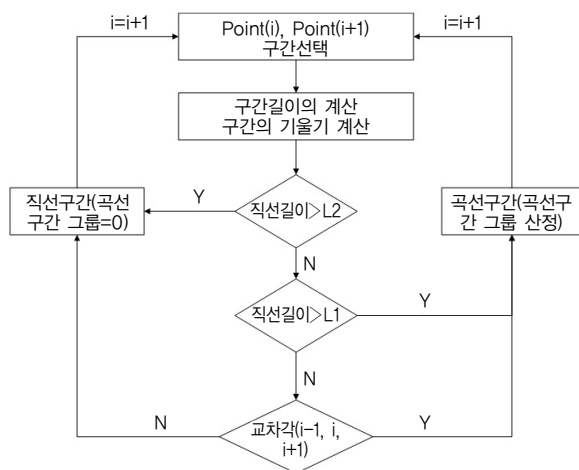 i=i+1
Point(i), Point(i+1)
구간선택
i=i+1
구간길이의 계산
구간의 기울기 계산
직선구간(곡선
구간 그룹=0)
Y
직선길이>L2
곡선구간(곡선구
간 그룹 산정)
N
직선길이>L1
Y
N
N
교차각(i-1, i,
i+1)
Y